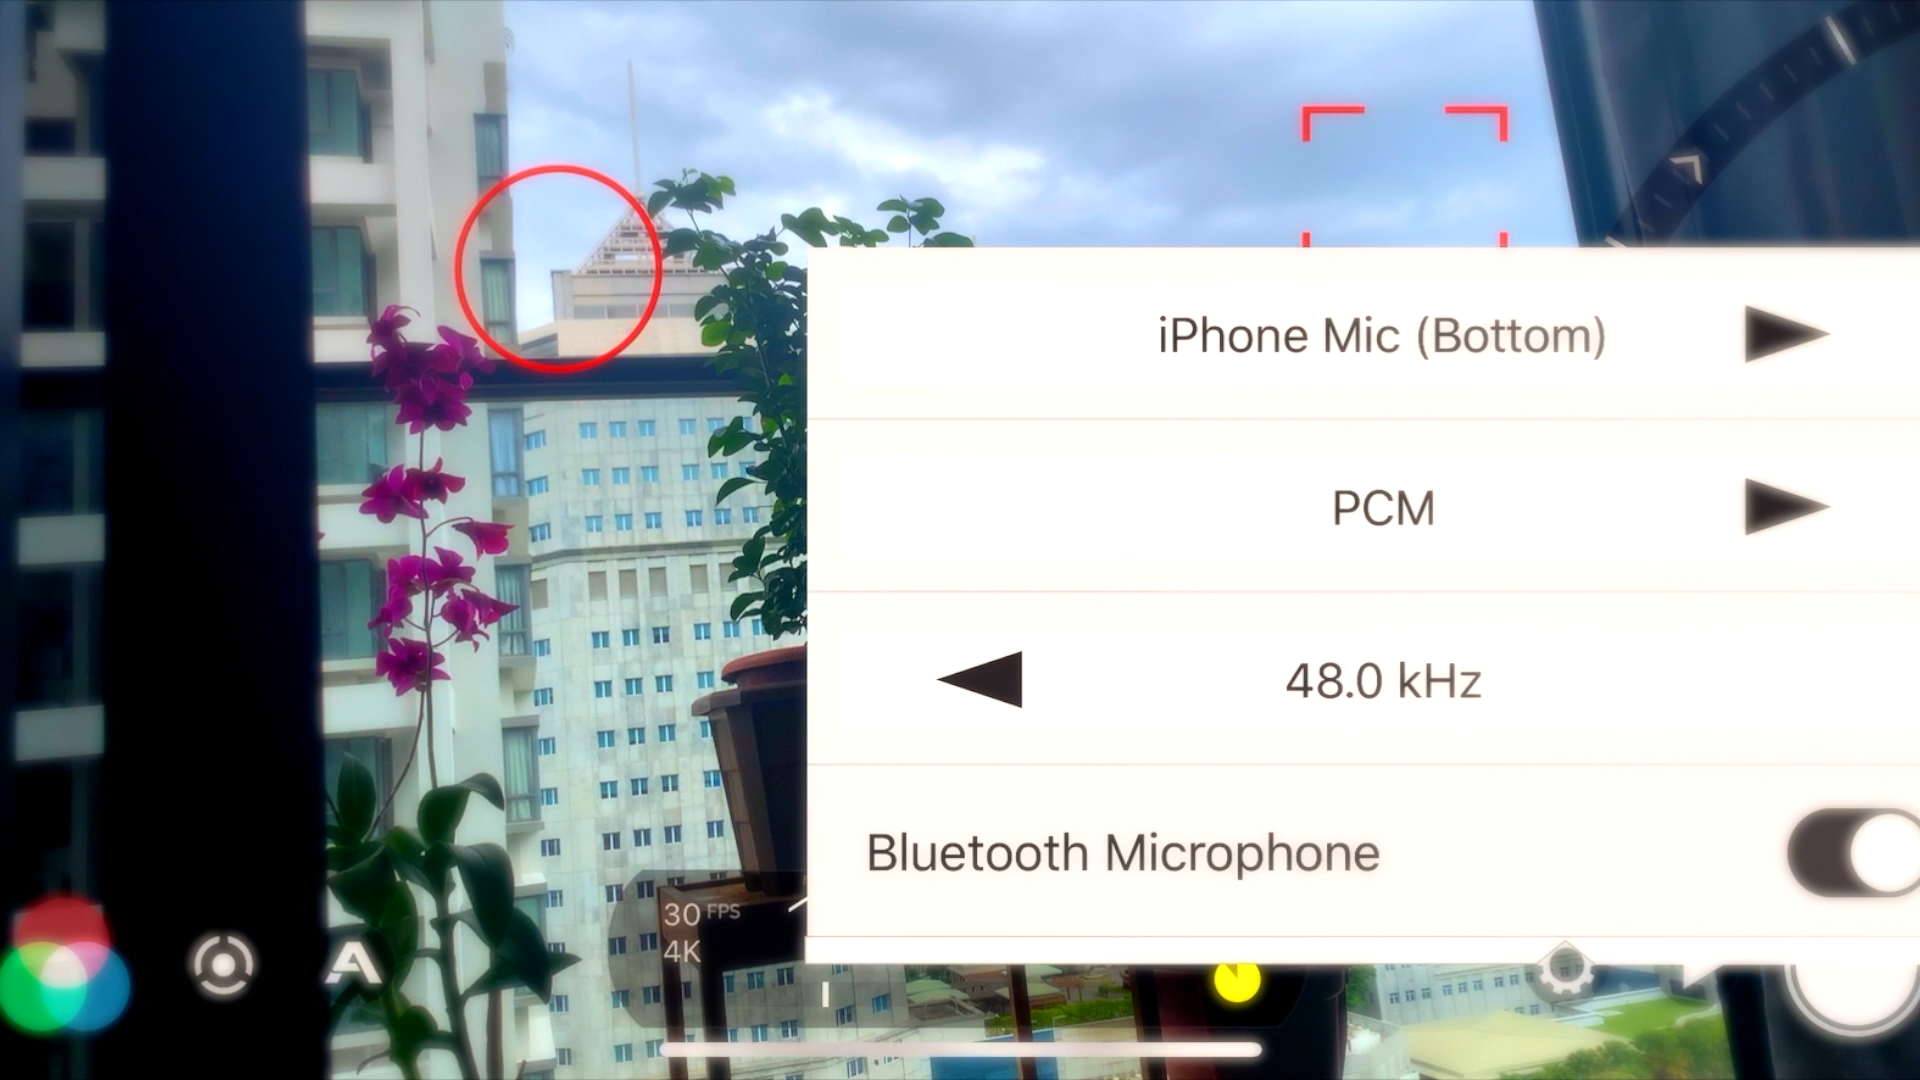 iPhone Mic (Bottom)
PCM
48.0 kHz
Bluetooth Microphone
30 FPS
4K
A